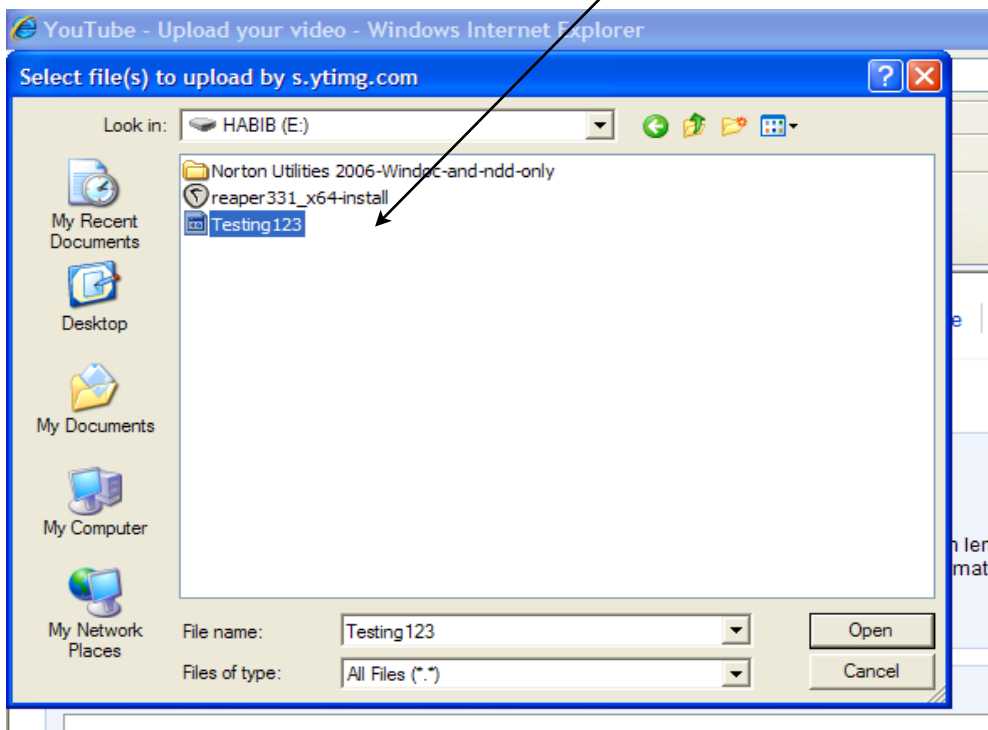 YouTube - Upload your video - Windows Internet Explorer
Select file(s) to upload by s.ytimg.com
Look in: HABIB (E:)
Norton Utilities 2006-Windoc-and-ndd-only
reaper331_x64-install
Testing123
My Recent
Documents
Desktop
My Documents
My Computer
My Network
Places
File name: Testing123 Open
Files of type: All Files (*.*) Cancel